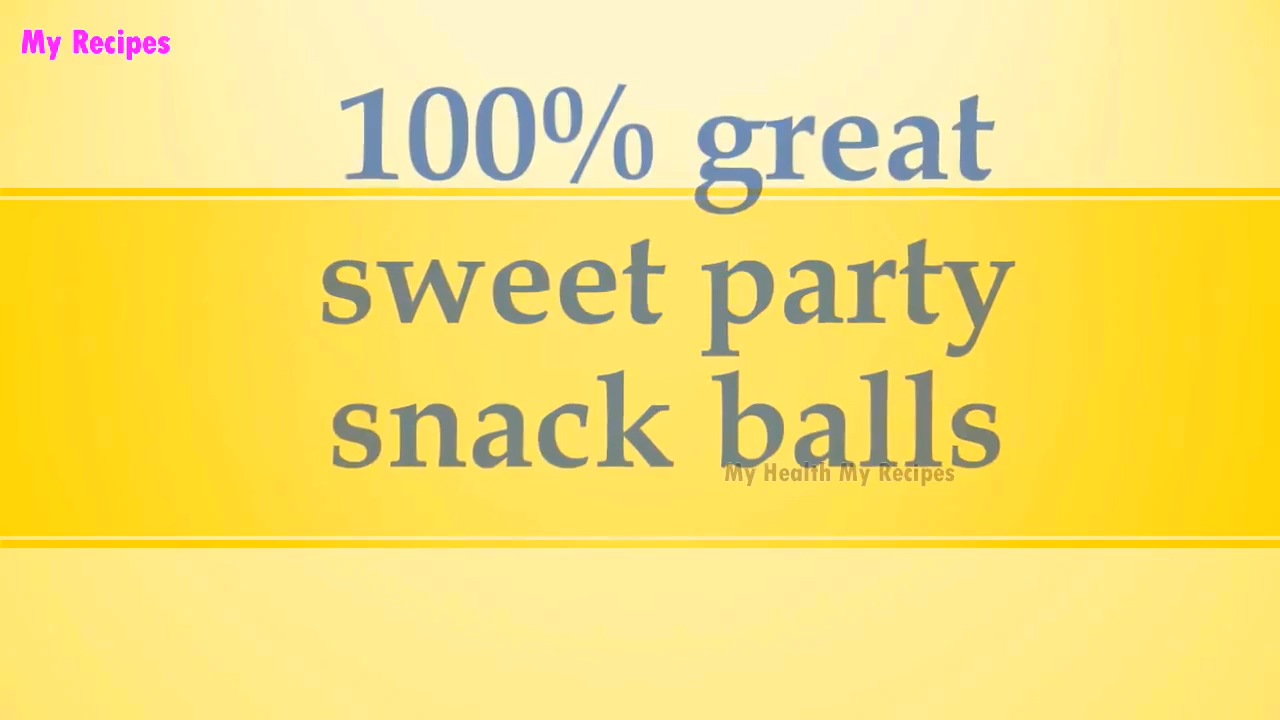 My Recipes
100% great
sweet party
snack balls
My Health My Recipes